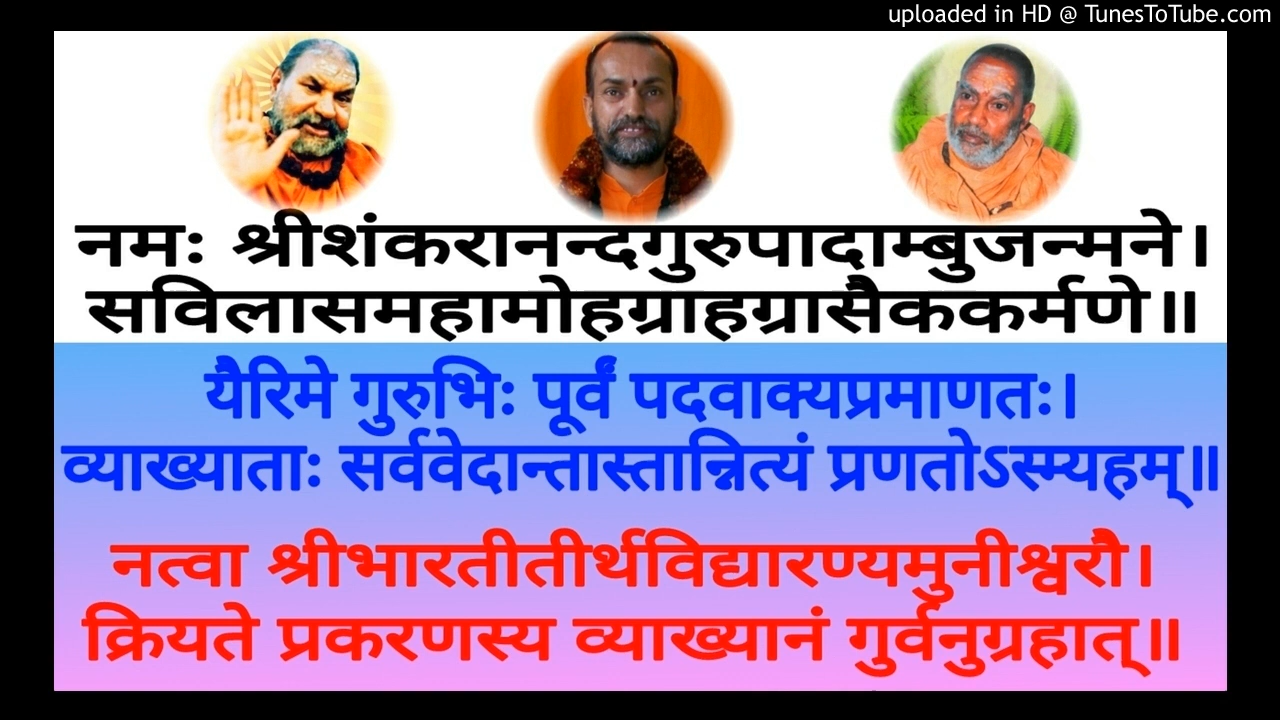 uploaded in HD @ TunesToTube.com
नमः श्रीशंकरानन्दगुरुपादाम्बुजन्मने।
सविलासमहामोहग्राहग्रासैककर्मणे॥
यैरिमे गुरुभिः पूर्वं पदवाक्यप्रमाणतः।
व्याख्याताः सर्ववेदान्तास्तान्नित्यं प्रणतोऽस्म्यहम्॥
नत्वा श्रीभारतीतीर्थविद्यारण्यमुनीश्वरौ।
क्रियते प्रकरणस्य व्याख्यानं गुर्वनुग्रहात्॥